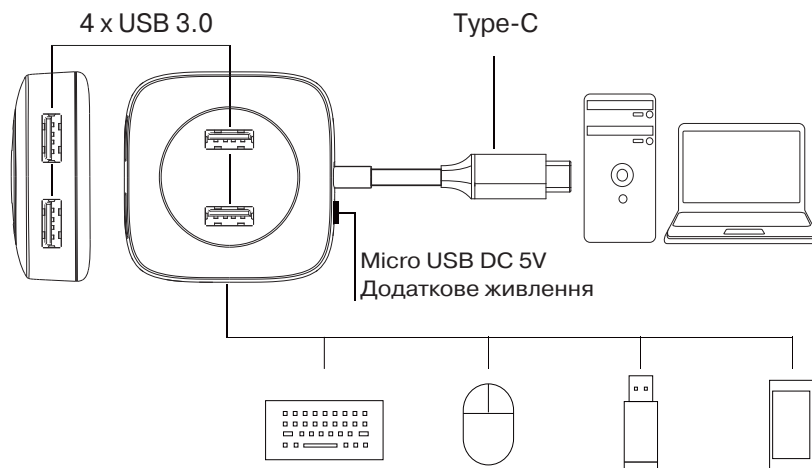 4 x USB 3.0
Type-C
Micro USB DC 5V
Додаткове живлення